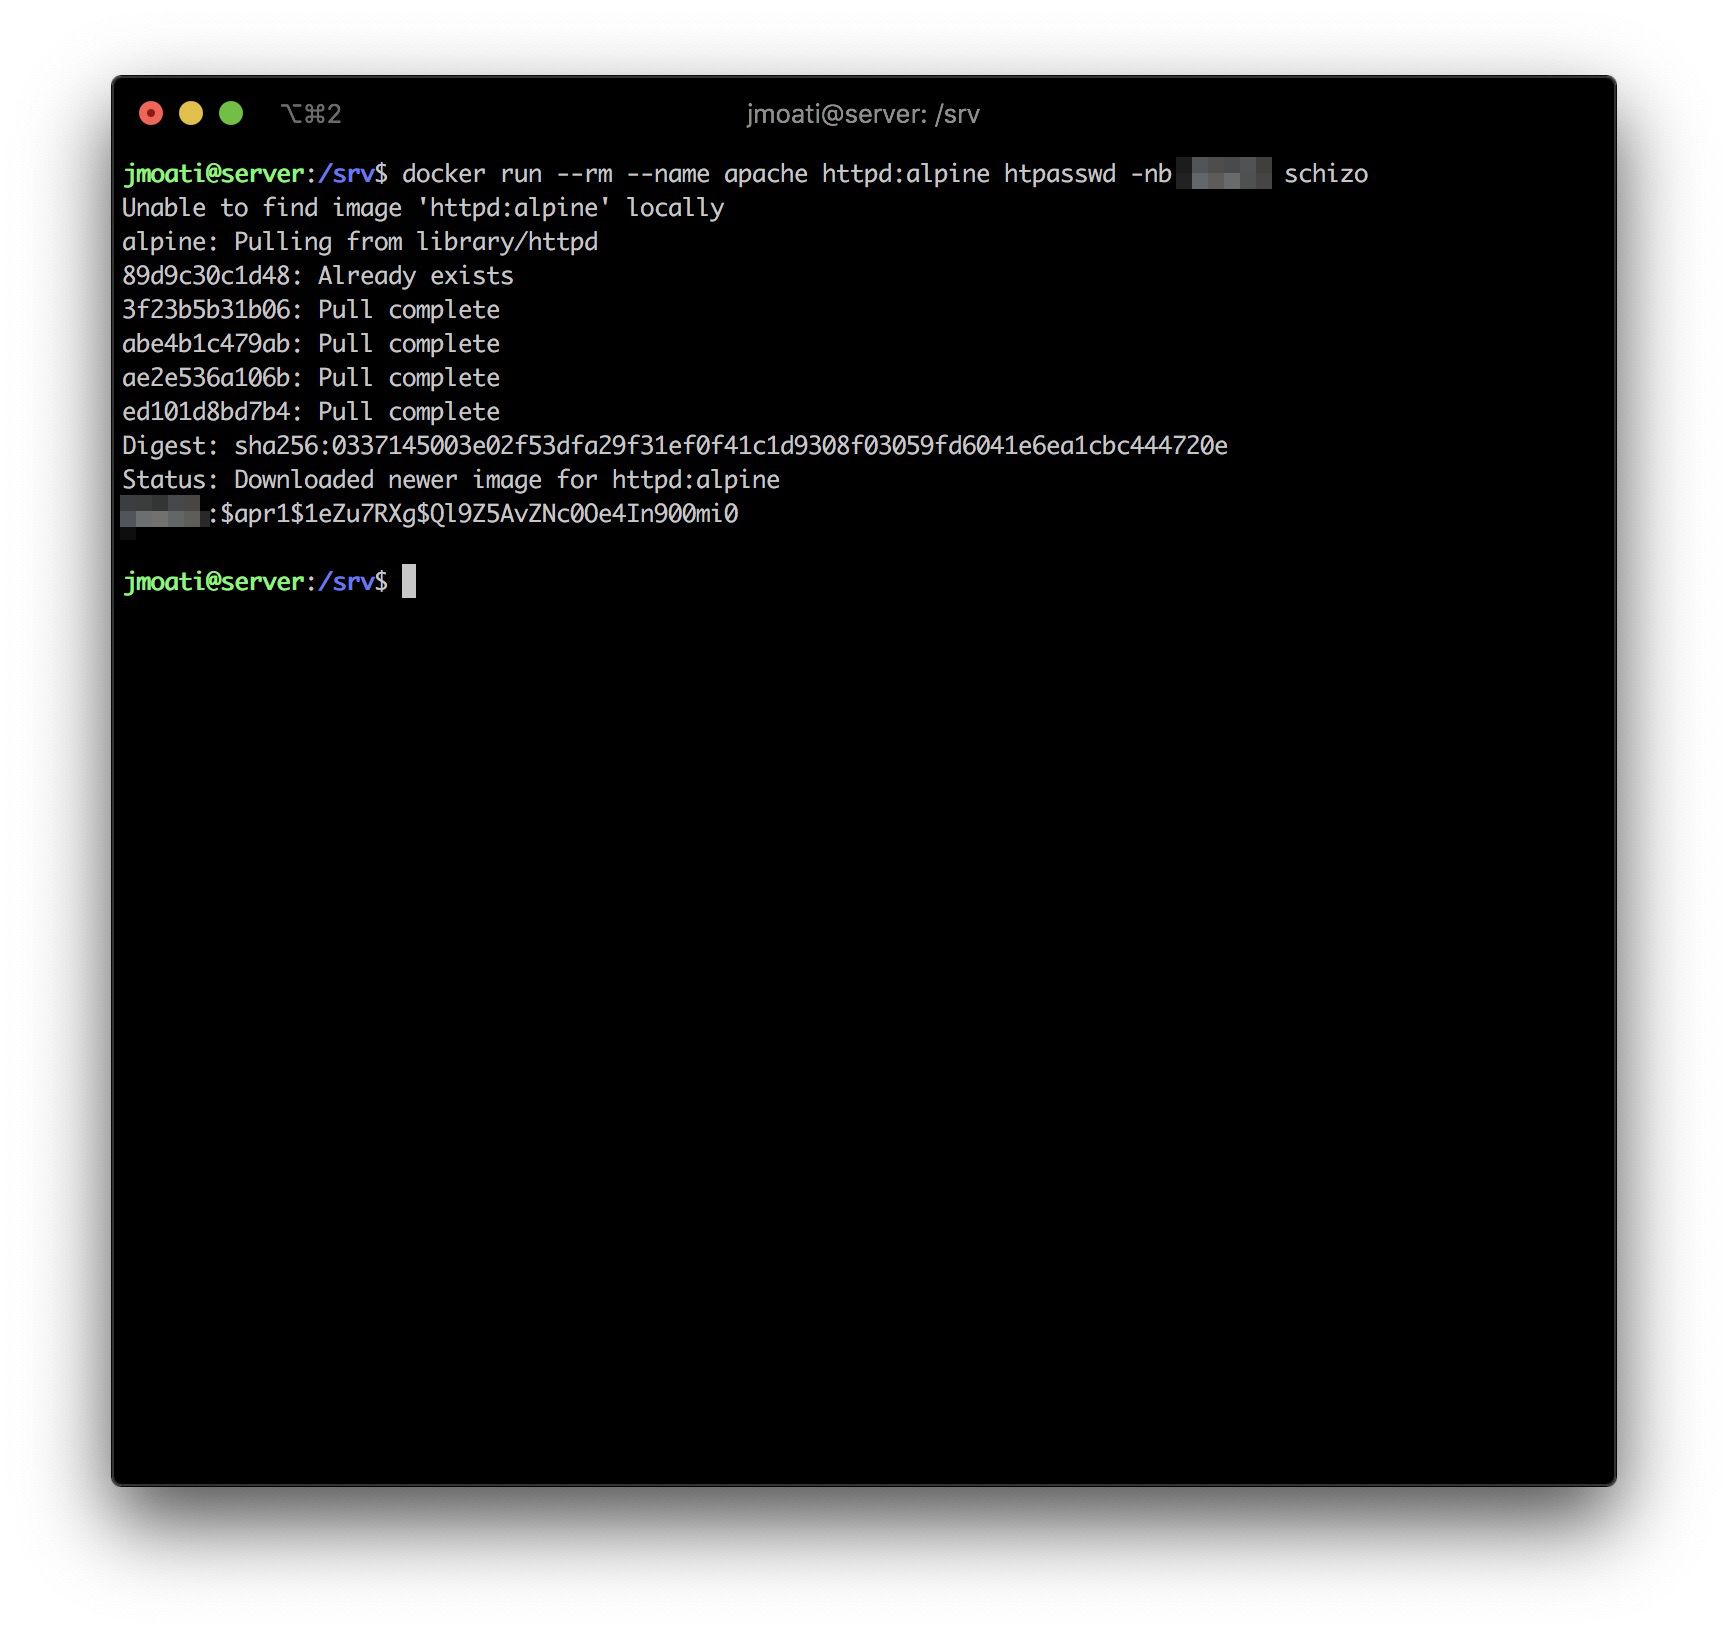 ⌥⌘2
jmoati@server: /srv
jmoati@server:/srv$ docker run --rm --name apache httpd:alpine htpasswd -nb schizo
Unable to find image 'httpd:alpine' locally
alpine: Pulling from library/httpd
89d9c30c1d48: Already exists
3f23b5b31b06: Pull complete
abe4b1c479ab: Pull complete
ae2e536a106b: Pull complete
ed101d8bd7b4: Pull complete
Digest: sha256:0337145003e02f53dfa29f31ef0f41c1d9308f03059fd6041e6ea1cbc444720e
Status: Downloaded newer image for httpd:alpine
:$apr1$1eZu7RXg$Ql9Z5AvZNc0Oe4In900mi0
jmoati@server:/srv$